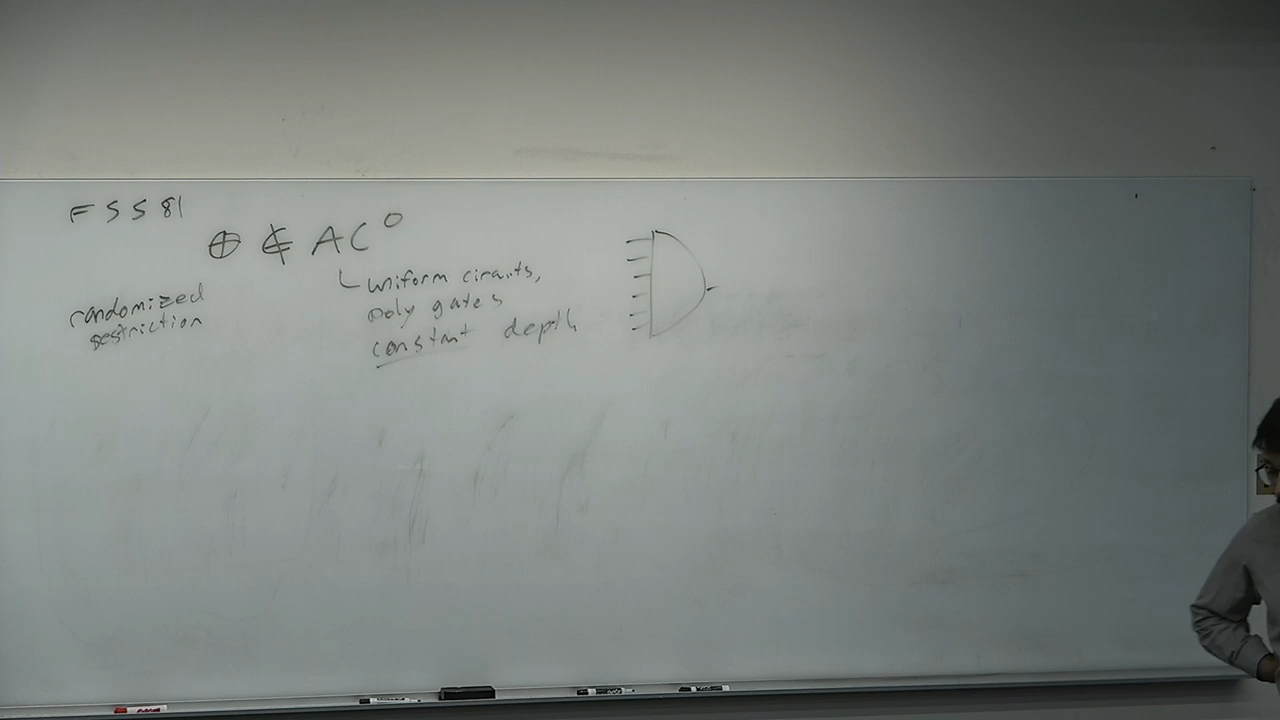 FSS 81
⊕ ∉ AC⁰
uniform circuits,
poly gates
constant depth
randomized
restriction